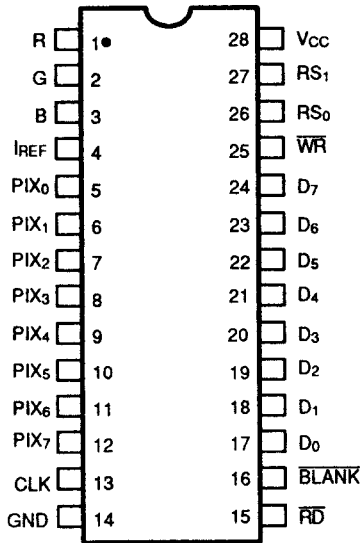 R 1 28 VCC
G 2 27 RS1
B 3 26 RS0
IREF 4 25 WR
PIX0 5 24 D7
PIX1 6 23 D6
PIX2 7 22 D5
PIX3 8 21 D4
PIX4 9 20 D3
PIX5 10 19 D2
PIX6 11 18 D1
PIX7 12 17 D0
CLK 13 16 BLANK
GND 14 15 RD